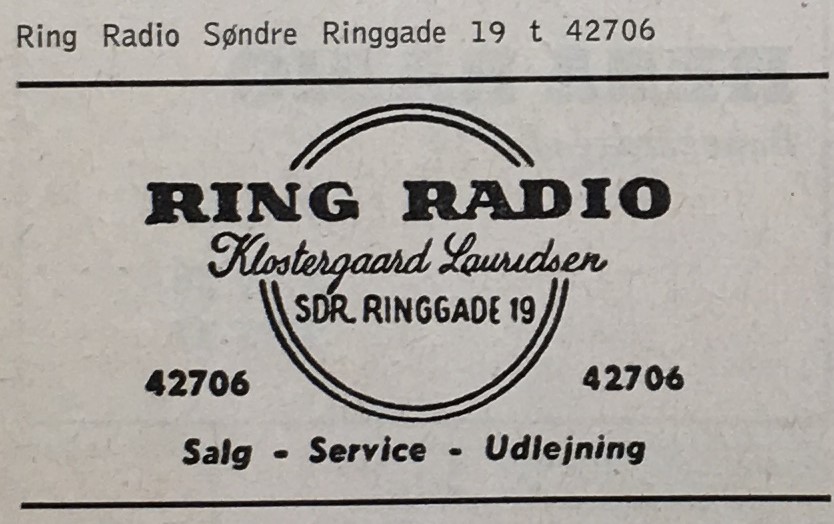 Ring Radio Søndre Ringgade 19 t 42706
RING RADIO
Klostergaard Lauridsen
SDR. RINGGADE 19
42706 42706
Salg - Service - Udlejning